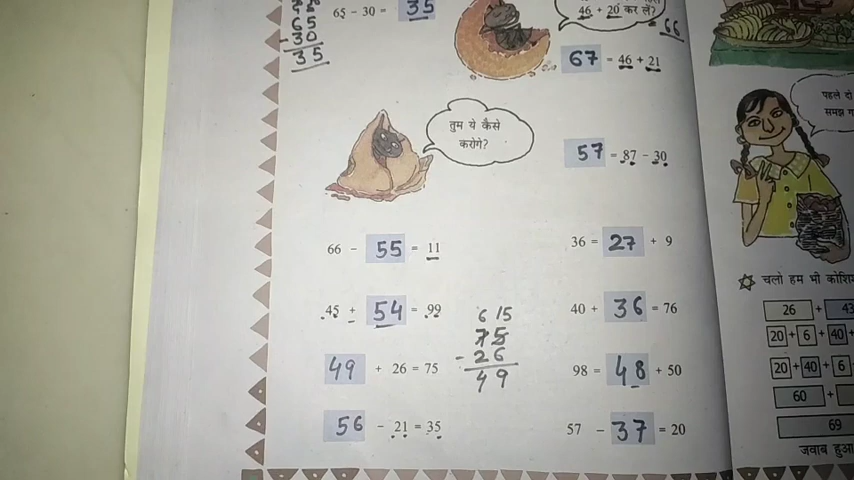 65
- 30
35
65 - 30 = 35
46 + 20 कर लें?
66
67 = 46 + 21
तुम ये कैसे
करोगे?
57 = 87 - 30
पहले दो
66 - 55 = 11
36 = 27 + 9
45 + 54 = 99
6 15
75
- 26
49
40 + 36 = 76
49 + 26 = 75
98 = 48 + 50
56 - 21 = 35
57 - 37 = 20
चलो हम भी
26 + 43
20 + 6 + 40 +
20 + 40 + 6
60 +
69
जवाब